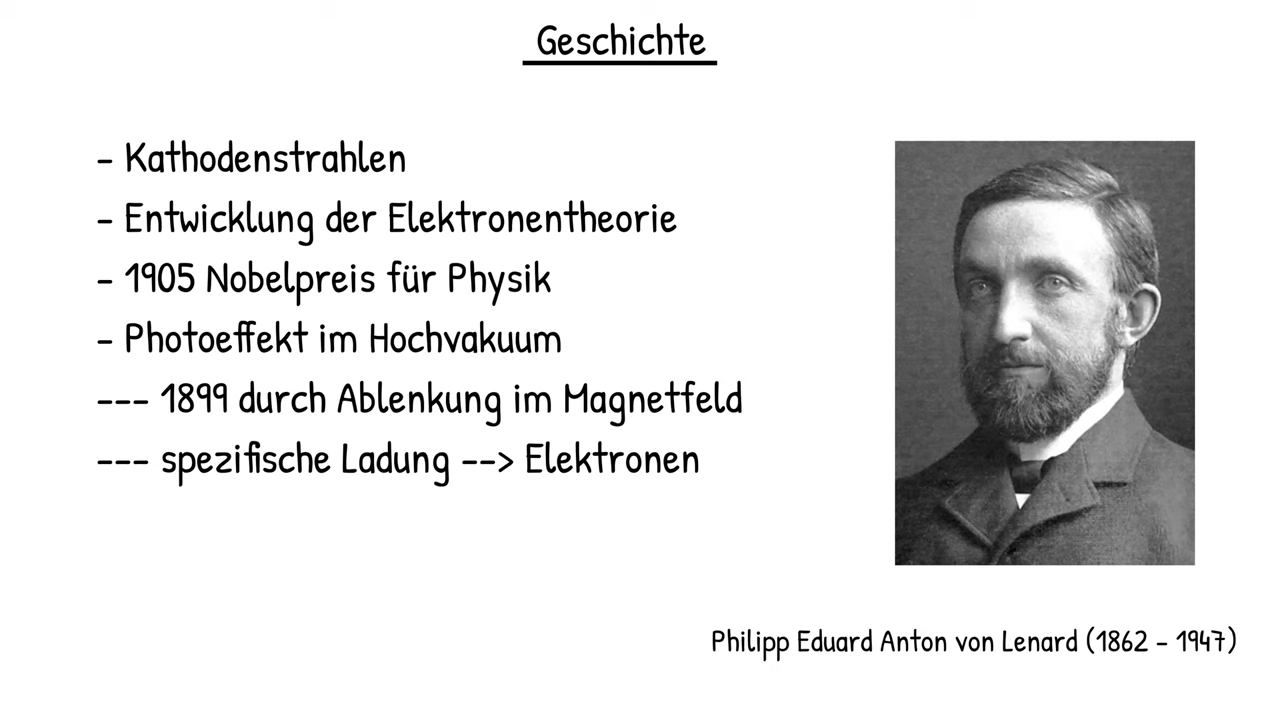 Geschichte
- Kathodenstrahlen
- Entwicklung der Elektronentheorie
- 1905 Nobelpreis für Physik
- Photoeffekt im Hochvakuum
--- 1899 durch Ablenkung im Magnetfeld
--- spezifische Ladung --> Elektronen
Philipp Eduard Anton von Lenard (1862 - 1947)